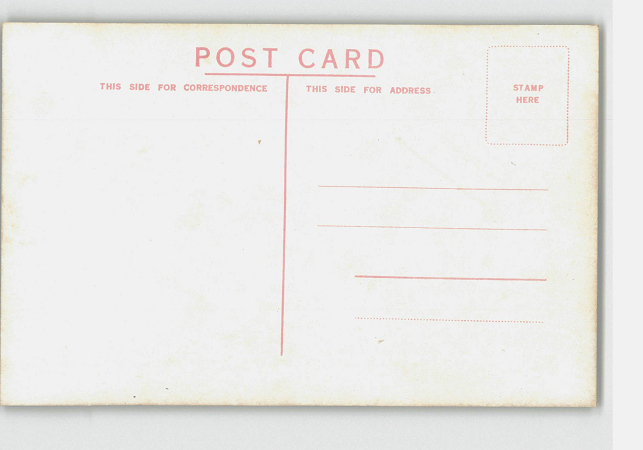 POST CARD
THIS SIDE FOR CORRESPONDENCE
THIS SIDE FOR ADDRESS
STAMP
HERE